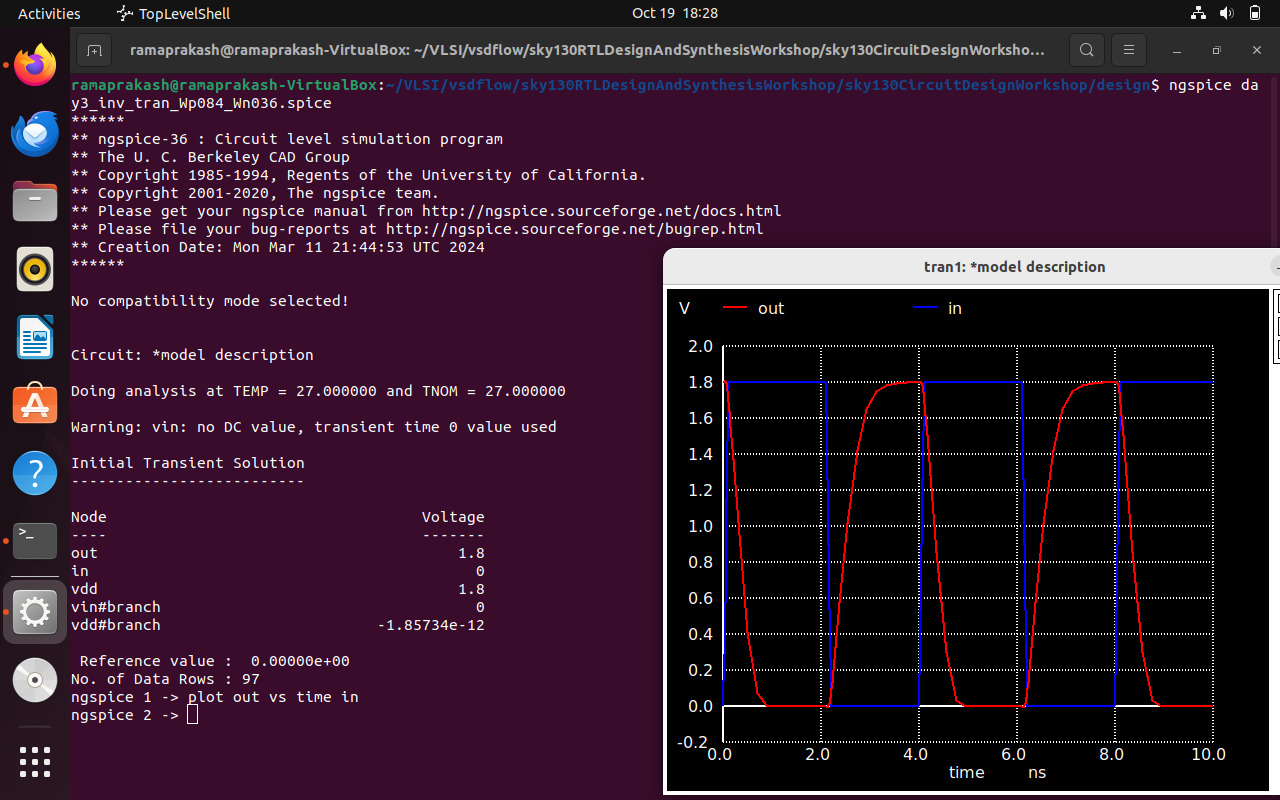 Activities TopLevelShell Oct 19 18:28
ramaprakash@ramaprakash-VirtualBox: ~/VLSI/vsdflow/sky130RTLDesignAndSynthesisWorkshop/sky130CircuitDesignWorksho...
ramaprakash@ramaprakash-VirtualBox:~/VLSI/vsdflow/sky130RTLDesignAndSynthesisWorkshop/sky130CircuitDesignWorkshop/design$ ngspice da
y3_inv_tran_Wp084_Wn036.spice
******
** ngspice-36 : Circuit level simulation program
** The U. C. Berkeley CAD Group
** Copyright 1985-1994, Regents of the University of California.
** Copyright 2001-2020, The ngspice team.
** Please get your ngspice manual from http://ngspice.sourceforge.net/docs.html
** Please file your bug-reports at http://ngspice.sourceforge.net/bugrep.html
** Creation Date: Mon Mar 11 21:44:53 UTC 2024
******
No compatibility mode selected!
Circuit: *model description
Doing analysis at TEMP = 27.000000 and TNOM = 27.000000
Warning: vin: no DC value, transient time 0 value used
Initial Transient Solution
--------------------------
Node Voltage
---- -------
out 1.8
in 0
vdd 1.8
vin#branch 0
vdd#branch -1.85734e-12
Reference value : 0.00000e+00
No. of Data Rows : 97
ngspice 1 -> plot out vs time in
ngspice 2 ->
tran1: *model description
V out in
2.0
1.8
1.6
1.4
1.2
1.0
0.8
0.6
0.4
0.2
0.0
-0.2
0.0 2.0 4.0 6.0 8.0 10.0
time ns